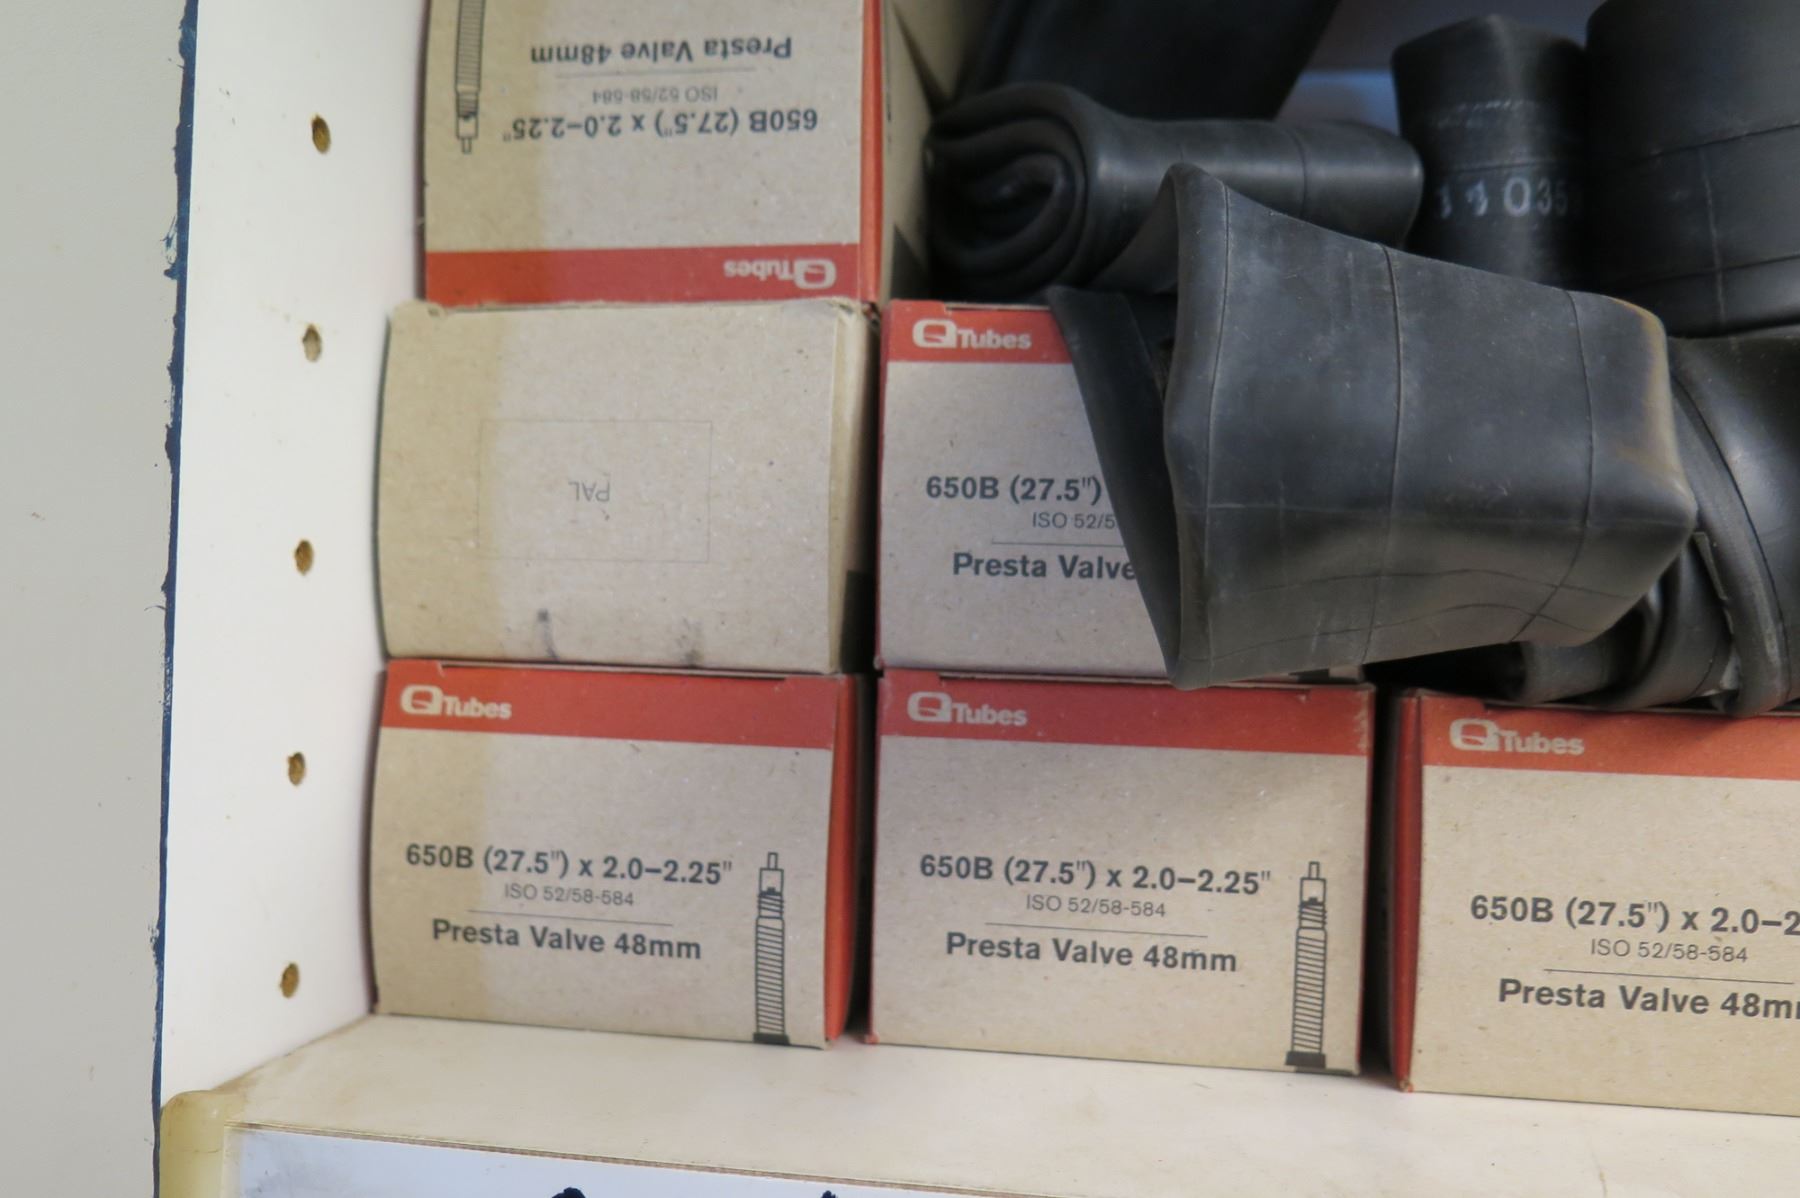 Presta Valve 48mm
ISO 52/58-584
650B (27.5") x 2.0–2.25"
QTubes
PAL
QTubes
650B (27.5")
ISO 52/5
Presta Valve
035
QTubes
650B (27.5") x 2.0–2.25"
ISO 52/58-584
Presta Valve 48mm
QTubes
650B (27.5") x 2.0–2.25"
ISO 52/58-584
Presta Valve 48mm
QTubes
650B (27.5") x 2.0–2
ISO 52/58-584
Presta Valve 48m